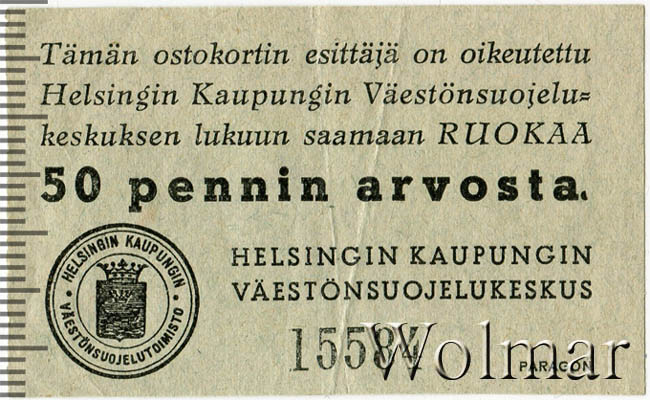 Tämän ostokortin esittäjä on oikeutettu
Helsingin Kaupungin Väestönsuojelu=
keskuksen lukuun saamaan RUOKAA
50 pennin arvosta.
HELSINGIN KAUPUNGIN
VÄESTÖNSUOJELUTOIMISTO
HELSINGIN KAUPUNGIN
VÄESTÖNSUOJELUKESKUS
15584
PARAGON
Wolmar